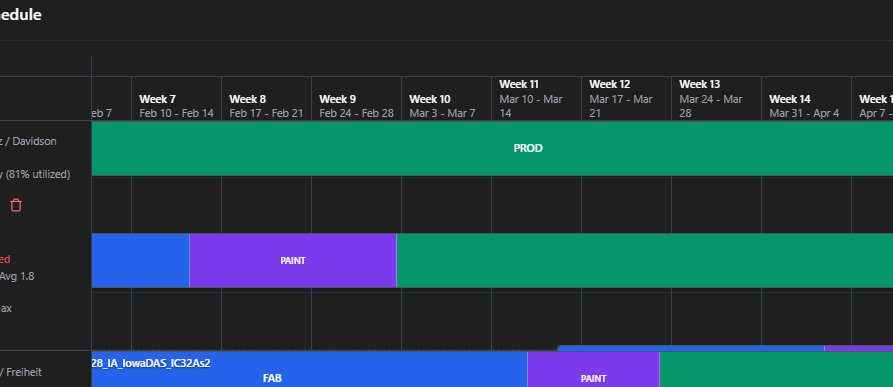 edule
Week 7
Week 8
Week 9
Week 10
Week 11
Week 12
Week 13
Week 14
Week 1
eb 7
Feb 10 - Feb 14
Feb 17 - Feb 21
Feb 24 - Feb 28
Mar 3 - Mar 7
Mar 10 - Mar
14
Mar 17 - Mar
21
Mar 24 - Mar
28
Mar 31 - Apr 4
Apr 7 -
z / Davidson
PROD
y (81% utilized)
ed
PAINT
Avg 1.8
ax
28_IA_IowaDAS_IC32As2
/ Freiheit
FAB
PAINT